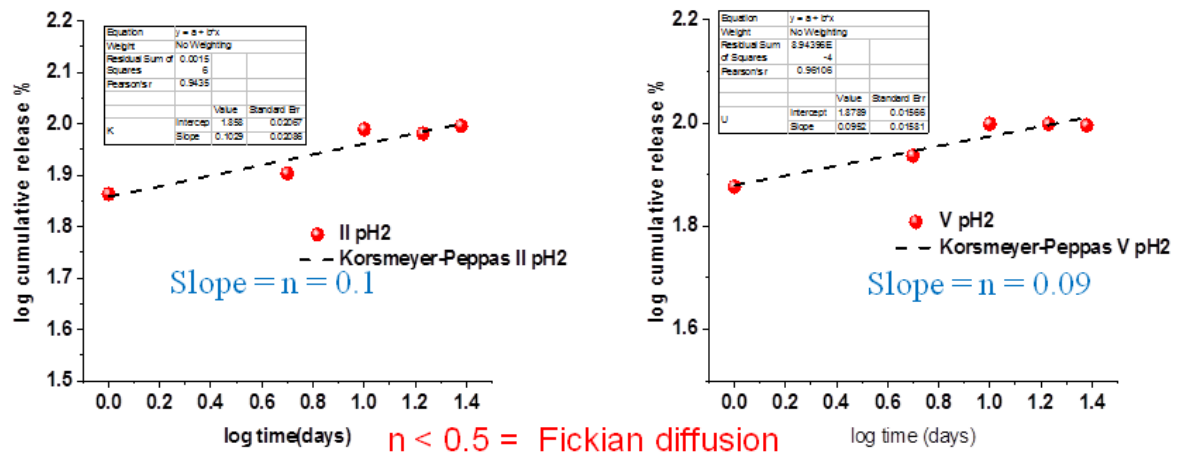 2.2
2.1
2.0
1.9
1.8
1.7
1.6
1.5
log cumulative release %
Equation y = a + b*x
Weight No Weighting
Residual Sum of Squares 0.0015
6
Pearson's r 0.9435
Value Standard Err
K Intercep 1.858 0.02067
Slope 0.1029 0.02086
II pH2
Korsmeyer-Peppas II pH2
Slope = n = 0.1
0.0 0.2 0.4 0.6 0.8 1.0 1.2 1.4
log time(days)
2.2
2.0
1.8
1.6
log cumulative release %
Equation y = a + b*x
Weight No Weighting
Residual Sum 8.94396E
of Squares -4
Pearson's r 0.96106
Value Standard Err
U Intercept 1.8789 0.01566
Slope 0.0952 0.01581
V pH2
Korsmeyer-Peppas V pH2
Slope = n = 0.09
0.0 0.2 0.4 0.6 0.8 1.0 1.2 1.4
log time (days)
n < 0.5 = Fickian diffusion